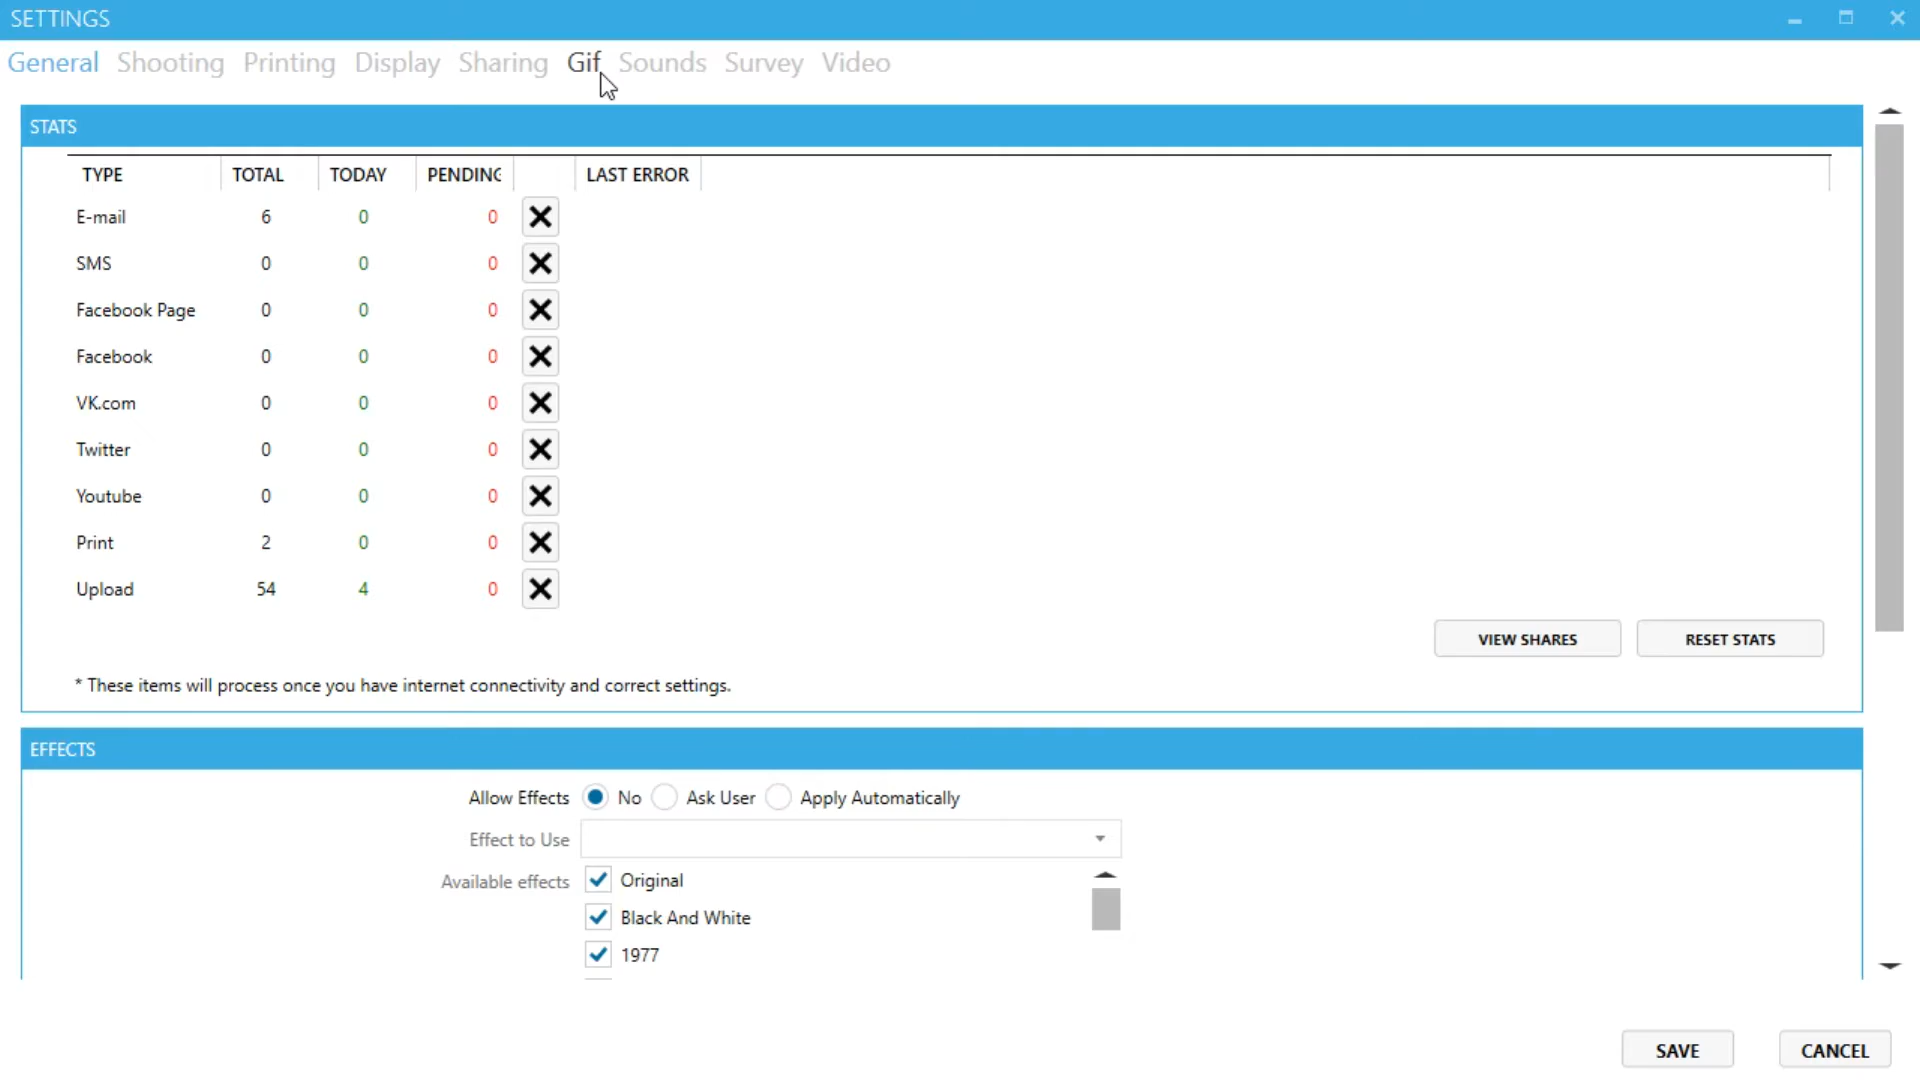 SETTINGS
General Shooting Printing Display Sharing Gif Sounds Survey Video
STATS
TYPE TOTAL TODAY PENDING LAST ERROR
E-mail 6 0 0
SMS 0 0 0
Facebook Page 0 0 0
Facebook 0 0 0
VK.com 0 0 0
Twitter 0 0 0
Youtube 0 0 0
Print 2 0 0
Upload 54 4 0
VIEW SHARES RESET STATS
* These items will process once you have internet connectivity and correct settings.
EFFECTS
Allow Effects No Ask User Apply Automatically
Effect to Use
Available effects Original
Black And White
1977
SAVE CANCEL